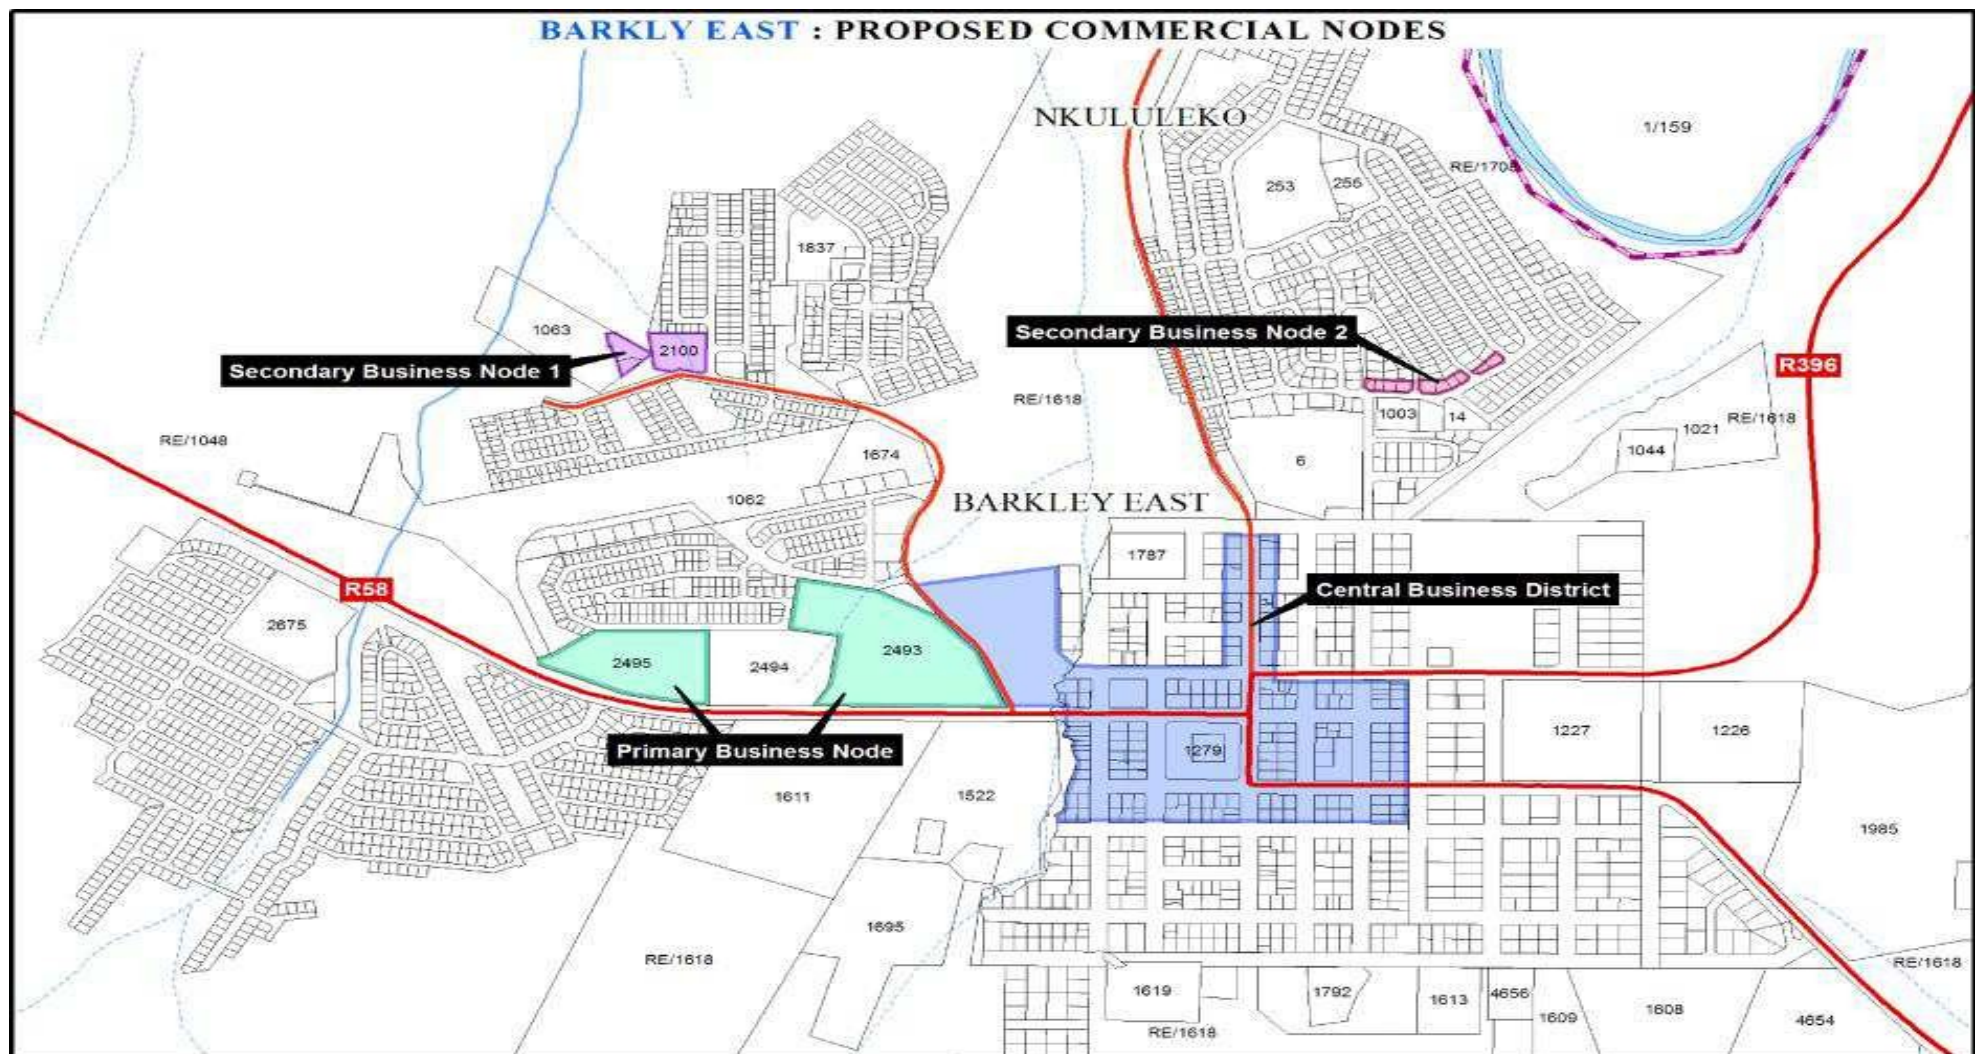 BARKLY EAST : PROPOSED COMMERCIAL NODES
NKULULEKO
1/159
RE/1708
253
255
1837
1063
2100
Secondary Business Node 1
Secondary Business Node 2
R396
RE/1618
1003
14
RE/1618
1021
1044
RE/1048
1674
6
1062
BARKLEY EAST
1787
R58
Central Business District
2675
2495
2494
2493
Primary Business Node
1279
1227
1226
1611
1522
1985
1695
RE/1618
RE/1618
1619
1792
1613
4656
1609
1608
4654
RE/1618